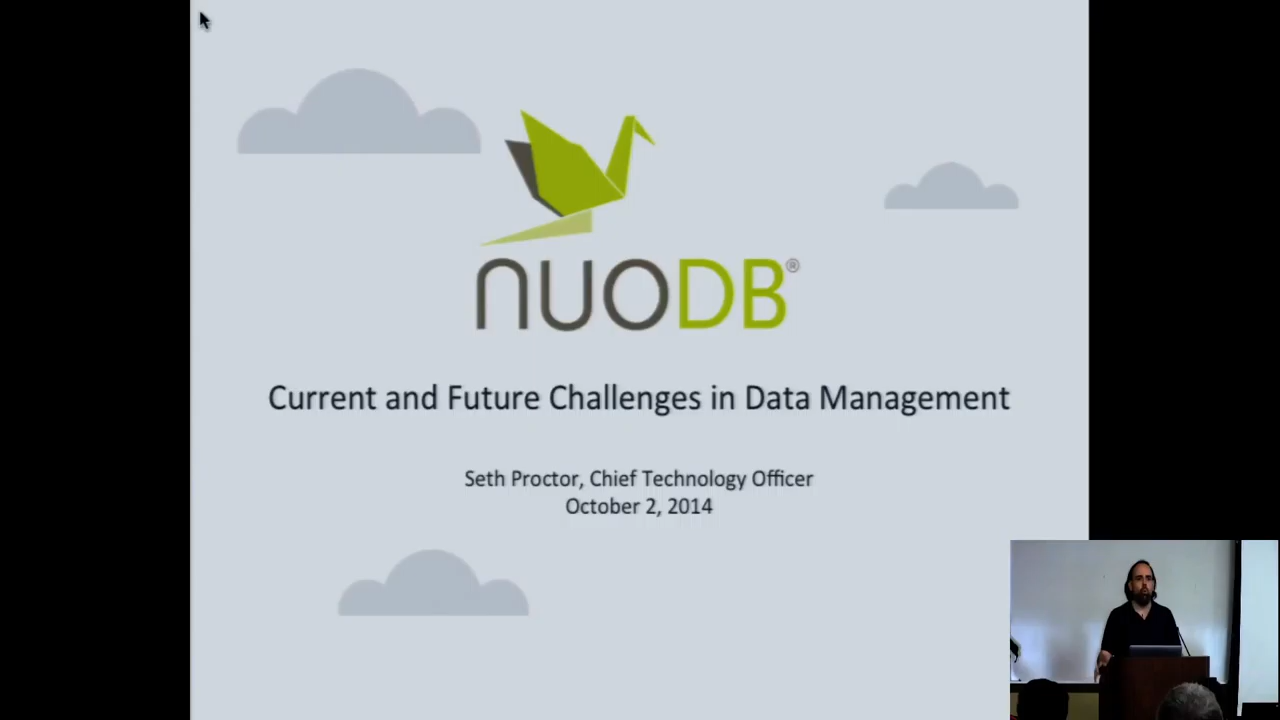 nuoDB®
Current and Future Challenges in Data Management
Seth Proctor, Chief Technology Officer
October 2, 2014